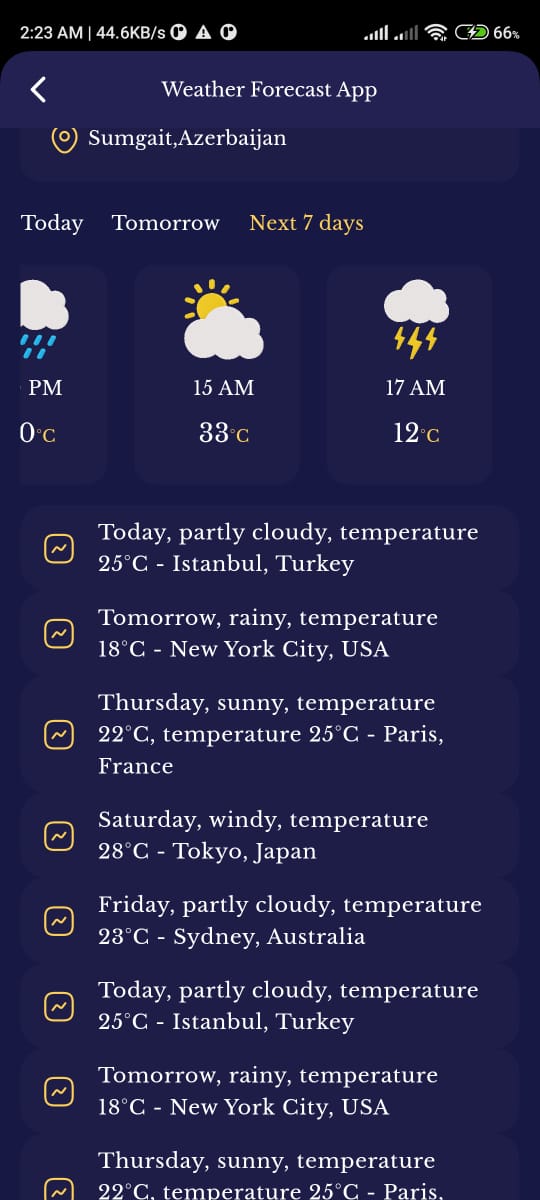 2:23 AM | 44.6KB/s 66%
Weather Forecast App
Sumgait,Azerbaijan
Today Tomorrow Next 7 days
PM 15 AM 17 AM
0°C 33°C 12°C
Today, partly cloudy, temperature
25°C - Istanbul, Turkey
Tomorrow, rainy, temperature
18°C - New York City, USA
Thursday, sunny, temperature
22°C, temperature 25°C - Paris,
France
Saturday, windy, temperature
28°C - Tokyo, Japan
Friday, partly cloudy, temperature
23°C - Sydney, Australia
Today, partly cloudy, temperature
25°C - Istanbul, Turkey
Tomorrow, rainy, temperature
18°C - New York City, USA
Thursday, sunny, temperature
22°C, temperature 25°C - Paris,